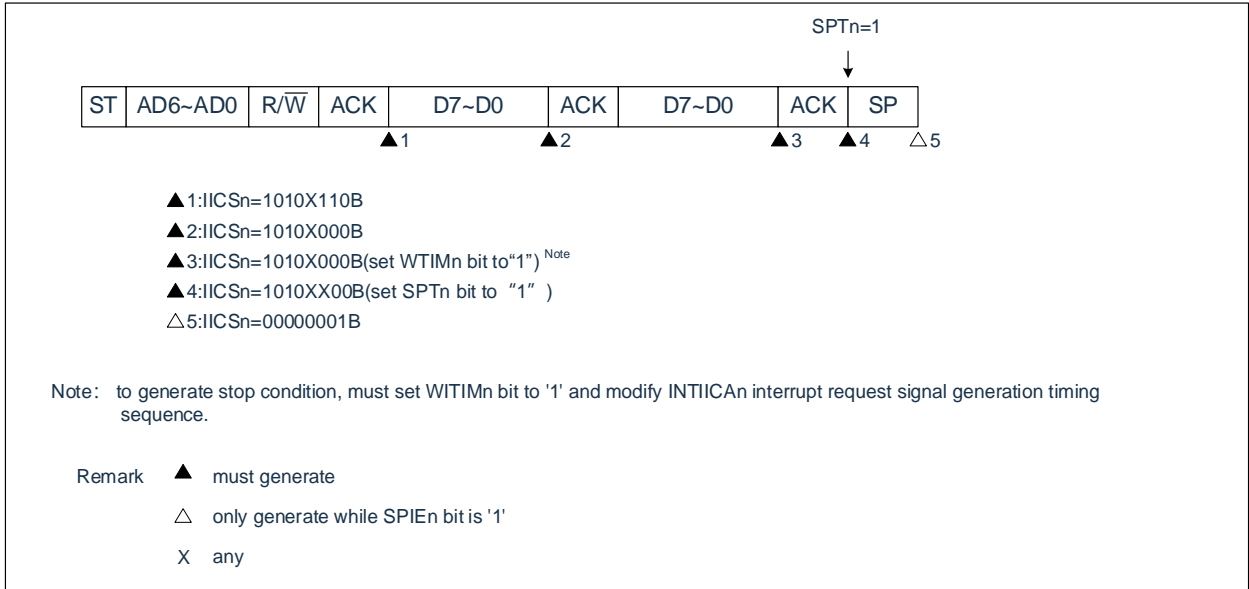 SPTn=1
ST AD6~AD0 R/W̅ ACK D7~D0 ACK D7~D0 ACK SP
▲1 ▲2 ▲3 ▲4 △5
▲1:IICSn=1010X110B
▲2:IICSn=1010X000B
▲3:IICSn=1010X000B(set WTIMn bit to“1”) Note
▲4:IICSn=1010XX00B(set SPTn bit to “1” )
△5:IICSn=00000001B
Note: to generate stop condition, must set WITIMn bit to '1' and modify INTIICAn interrupt request signal generation timing
sequence.
Remark ▲ must generate
△ only generate while SPIEn bit is '1'
X any